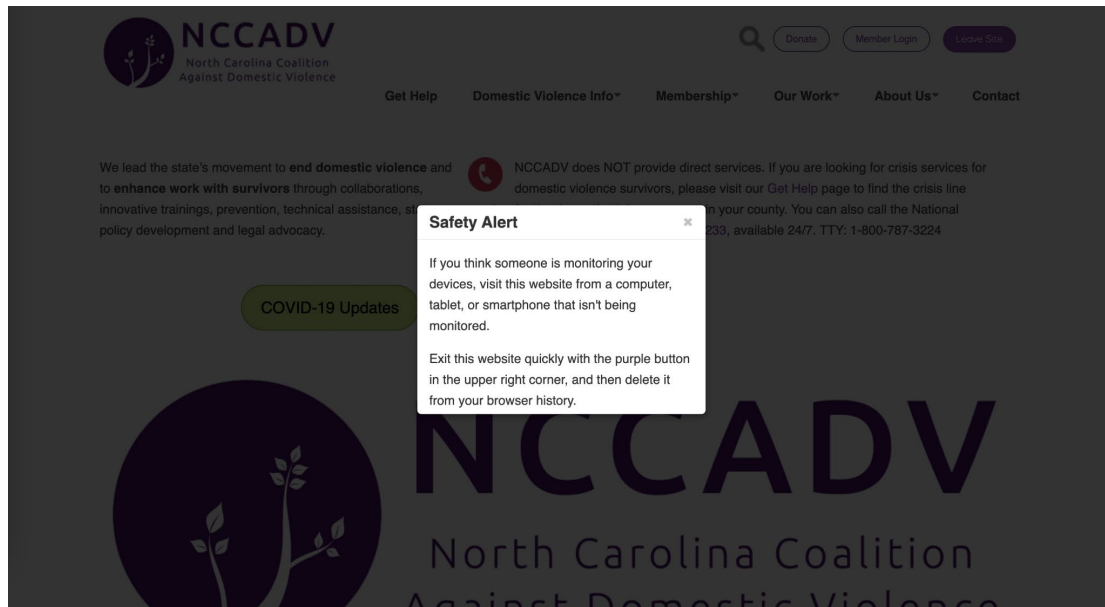 NCCADV
North Carolina Coalition
Against Domestic Violence
Donate
Member Login
Leave Site
Get Help
Domestic Violence Info
Membership
Our Work
About Us
Contact
We lead the state's movement to end domestic violence and
to enhance work with survivors through collaborations,
innovative trainings, prevention, technical assistance, st
policy development and legal advocacy.
NCCADV does NOT provide direct services. If you are looking for crisis services for
domestic violence survivors, please visit our Get Help page to find the crisis line
in your county. You can also call the National
233, available 24/7. TTY: 1-800-787-3224
Safety Alert
If you think someone is monitoring your
devices, visit this website from a computer,
tablet, or smartphone that isn't being
monitored.
Exit this website quickly with the purple button
in the upper right corner, and then delete it
from your browser history.
COVID-19 Updates
NCCADV
North Carolina Coalition
Against Domestic Violence